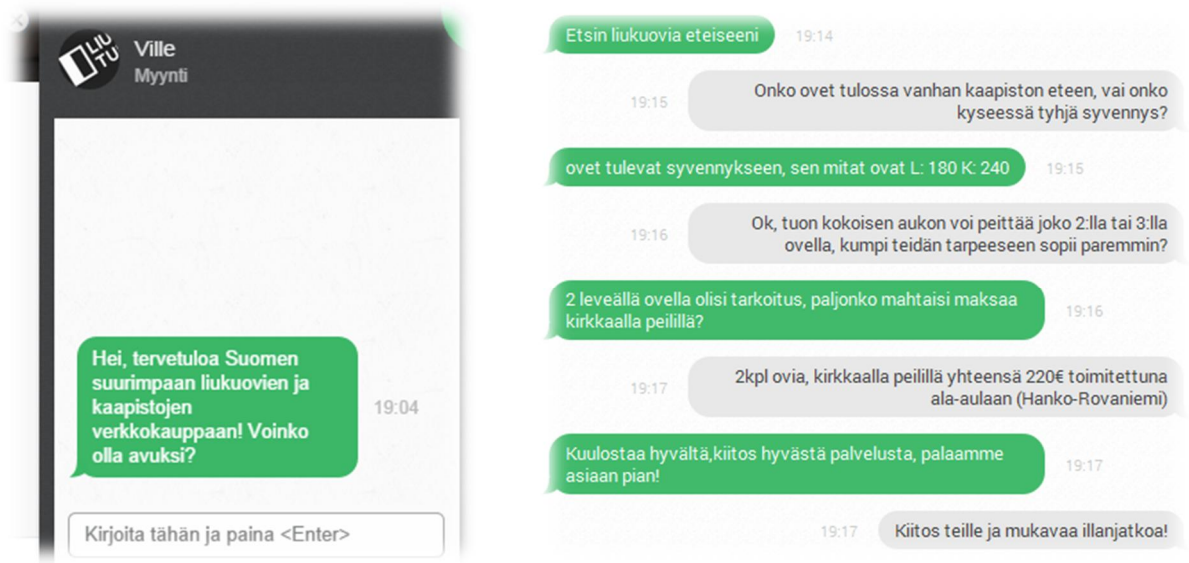 LIU
TU
Ville
Myynti
Hei, tervetuloa Suomen
suurimpaan liukuovien ja
kaapistojen
verkkokauppaan! Voinko
olla avuksi?
19:04
Kirjoita tähän ja paina <Enter>
Etsin liukuovia eteiseeni
19:14
Onko ovet tulossa vanhan kaapiston eteen, vai onko
kyseessä tyhjä syvennys?
19:15
ovet tulevat syvennykseen, sen mitat ovat L: 180 K: 240
19:15
Ok, tuon kokoisen aukon voi peittää joko 2:lla tai 3:lla
ovella, kumpi teidän tarpeeseen sopii paremmin?
19:16
2 leveällä ovella olisi tarkoitus, paljonko mahtaisi maksaa
kirkkaalla peilillä?
19:16
2kpl ovia, kirkkaalla peilillä yhteensä 220€ toimitettuna
ala-aulaan (Hanko-Rovaniemi)
19:17
Kuulostaa hyvältä,kiitos hyvästä palvelusta, palaamme
asiaan pian!
19:17
19:17
Kiitos teille ja mukavaa illanjatkoa!